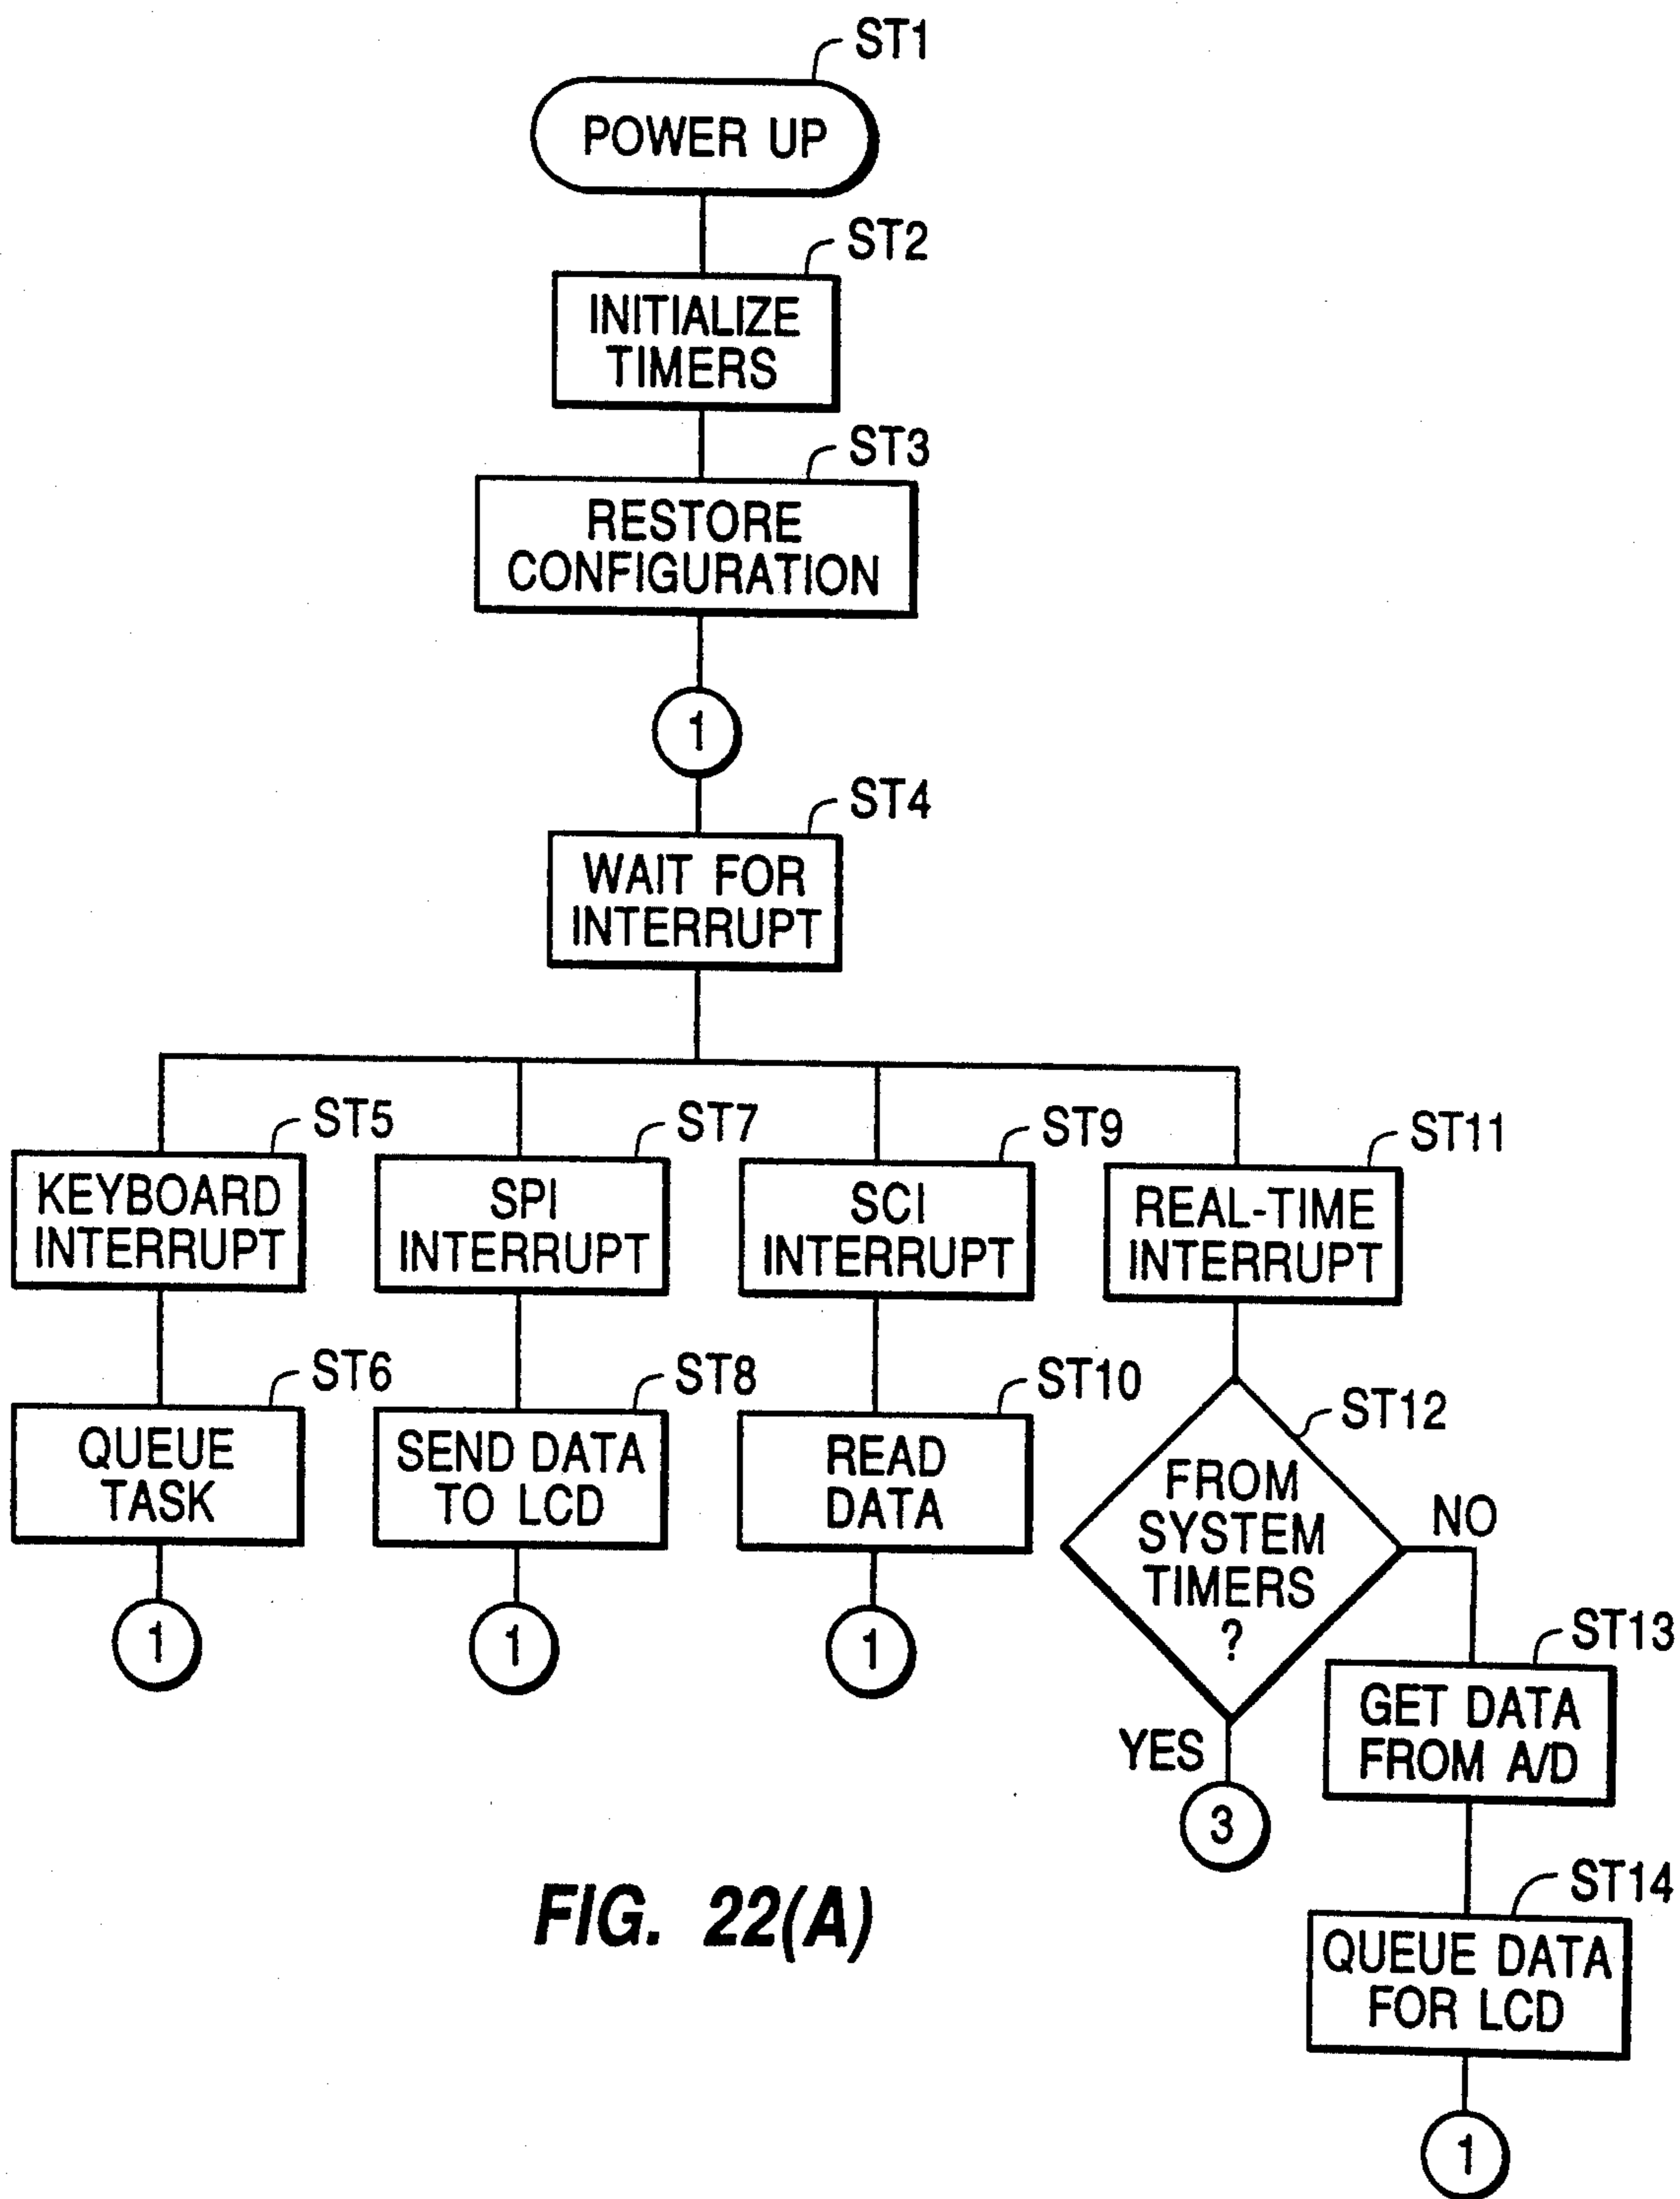 ST1
POWER UP
ST2
INITIALIZE
TIMERS
ST3
RESTORE
CONFIGURATION
1
ST4
WAIT FOR
INTERRUPT
ST5
KEYBOARD
INTERRUPT
ST7
SPI
INTERRUPT
ST9
SCI
INTERRUPT
ST11
REAL-TIME
INTERRUPT
ST6
QUEUE
TASK
1
ST8
SEND DATA
TO LCD
1
ST10
READ
DATA
1
ST12
FROM
SYSTEM
TIMERS
?
NO
YES
3
ST13
GET DATA
FROM A/D
ST14
QUEUE DATA
FOR LCD
1
FIG. 22(A)